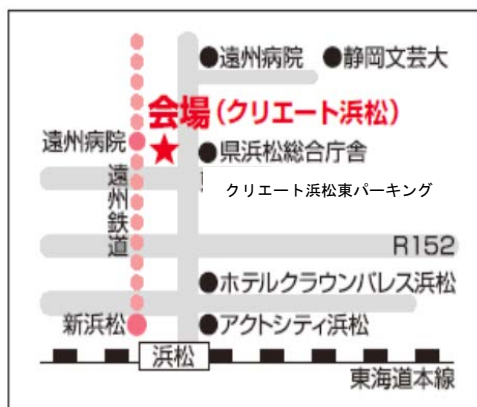 ●遠州病院 ●静岡文芸大
会場(クリエート浜松)
遠州病院
★ ●県浜松総合庁舎
クリエート浜松東パーキング
遠州鉄道
R152
●ホテルクラウンパレス浜松
新浜松 ●アクトシティ浜松
浜松
東海道本線